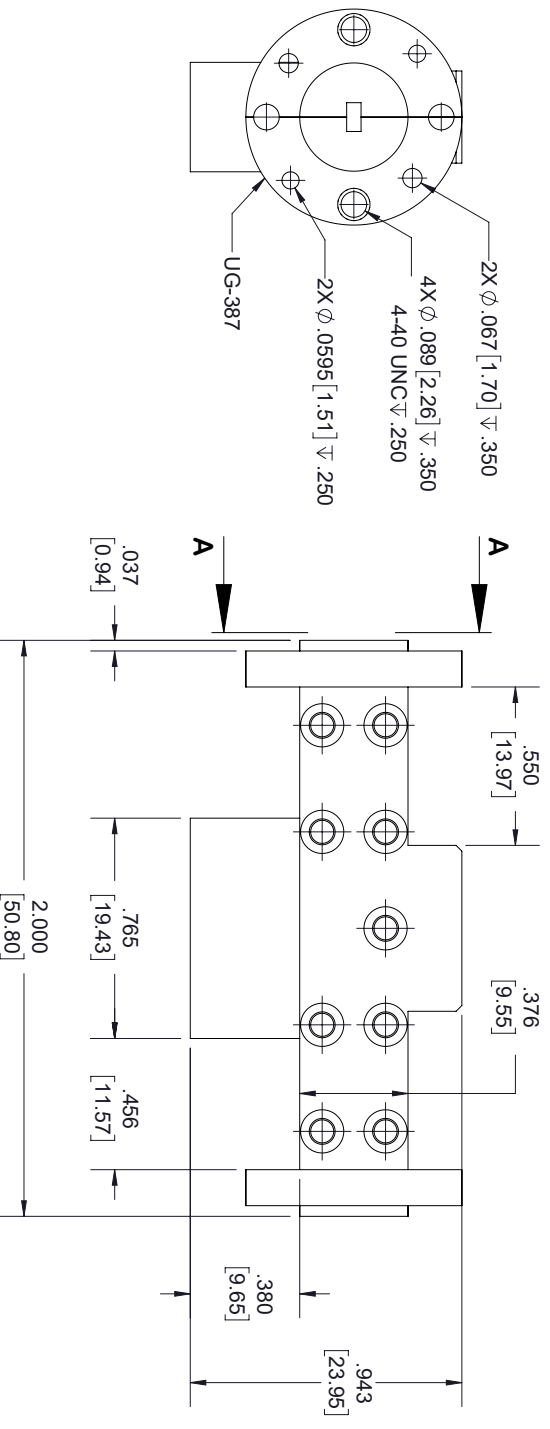 2X ⌀ .067 [1.70] ↧ .350
4X ⌀ .089 [2.26] ↧ .350
4-40 UNC ↧ .250
2X ⌀ .0595 [1.51] ↧ .250
UG-387
A
A
.037
[0.94]
.550
[13.97]
.376
[9.55]
.765
[19.43]
.456
[11.57]
2.000
[50.80]
.380
[9.65]
.943
[23.95]